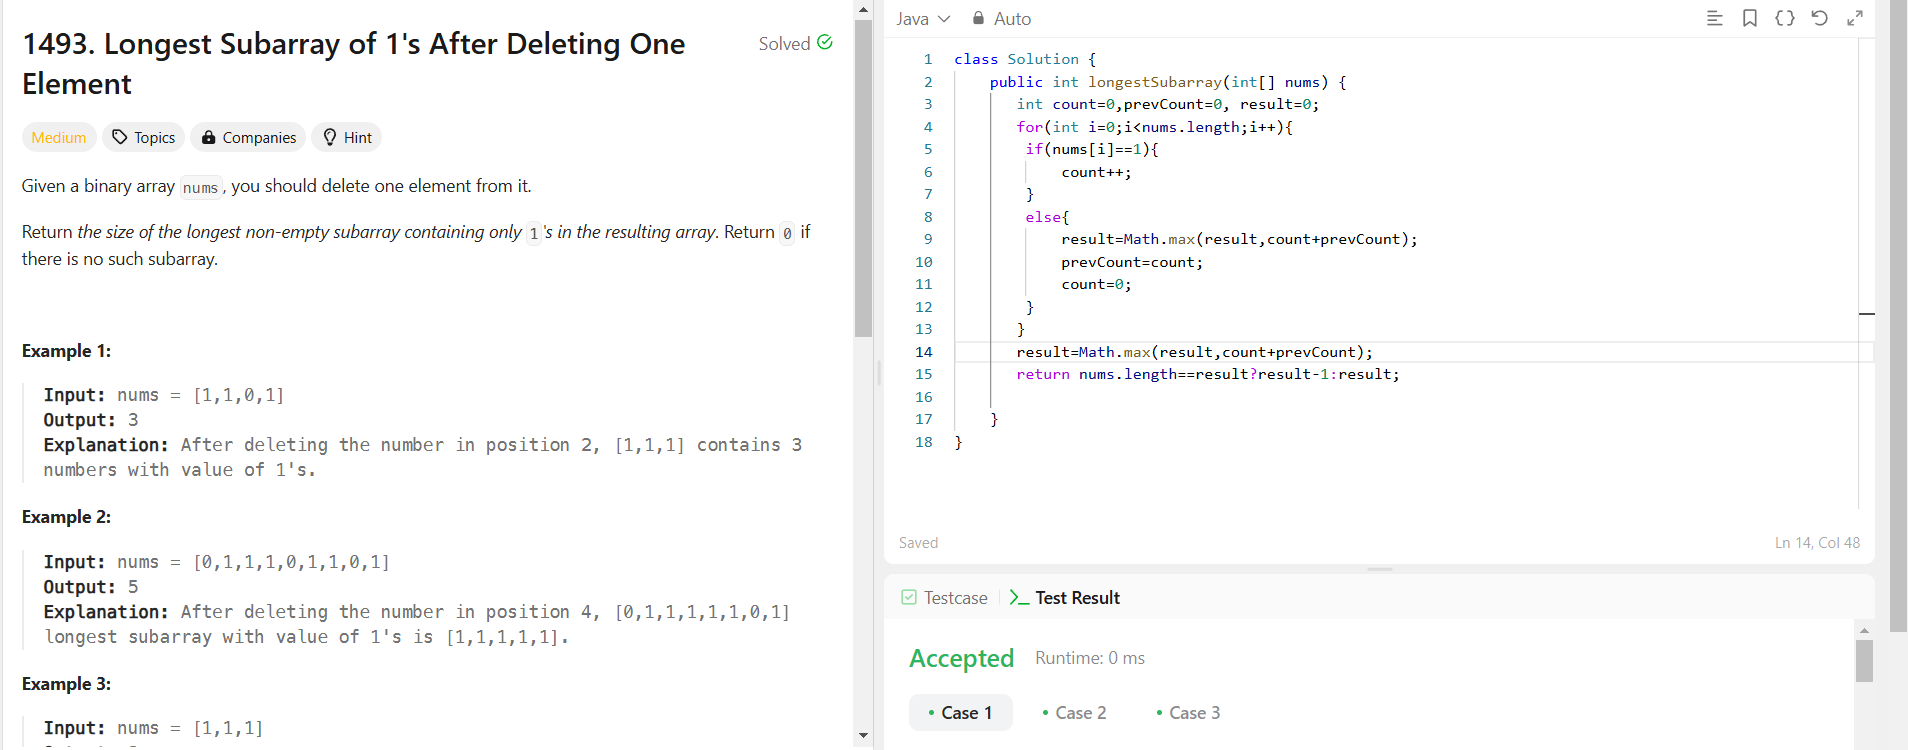 1493. Longest Subarray of 1's After Deleting One
Element
Solved
Medium
Topics
Companies
Hint
Given a binary array nums, you should delete one element from it.
Return the size of the longest non-empty subarray containing only 1's in the resulting array. Return 0 if
there is no such subarray.
Example 1:
Input: nums = [1,1,0,1]
Output: 3
Explanation: After deleting the number in position 2, [1,1,1] contains 3
numbers with value of 1's.
Example 2:
Input: nums = [0,1,1,1,0,1,1,0,1]
Output: 5
Explanation: After deleting the number in position 4, [0,1,1,1,1,1,0,1]
longest subarray with value of 1's is [1,1,1,1,1].
Example 3:
Input: nums = [1,1,1]
Java
Auto
1 class Solution {
2 public int longestSubarray(int[] nums) {
3 int count=0,prevCount=0, result=0;
4 for(int i=0;i<nums.length;i++){
5 if(nums[i]==1){
6 count++;
7 }
8 else{
9 result=Math.max(result,count+prevCount);
10 prevCount=count;
11 count=0;
12 }
13 }
14 result=Math.max(result,count+prevCount);
15 return nums.length==result?result-1:result;
16
17 }
18 }
Saved
Ln 14, Col 48
Testcase
Test Result
Accepted
Runtime: 0 ms
Case 1
Case 2
Case 3